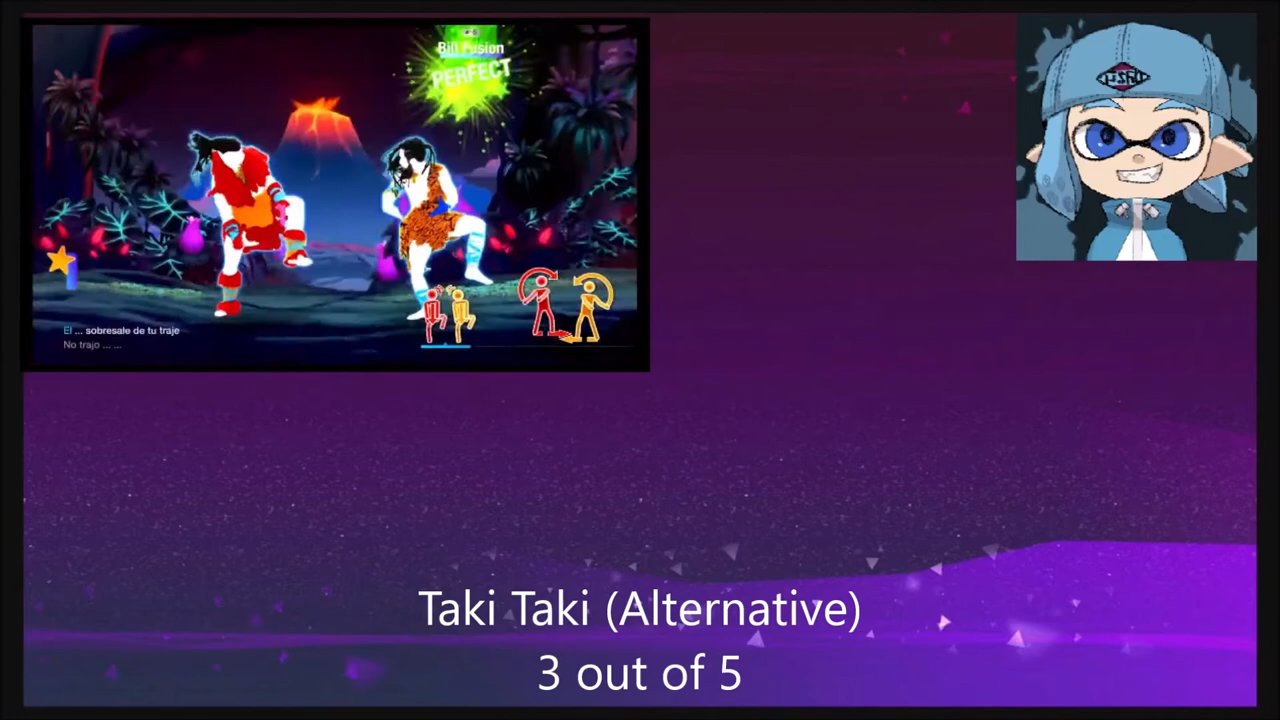 Bill Fusion
PERFECT
El ... sobresale de tu traje
No trajo ... ...
Taki Taki (Alternative)
3 out of 5